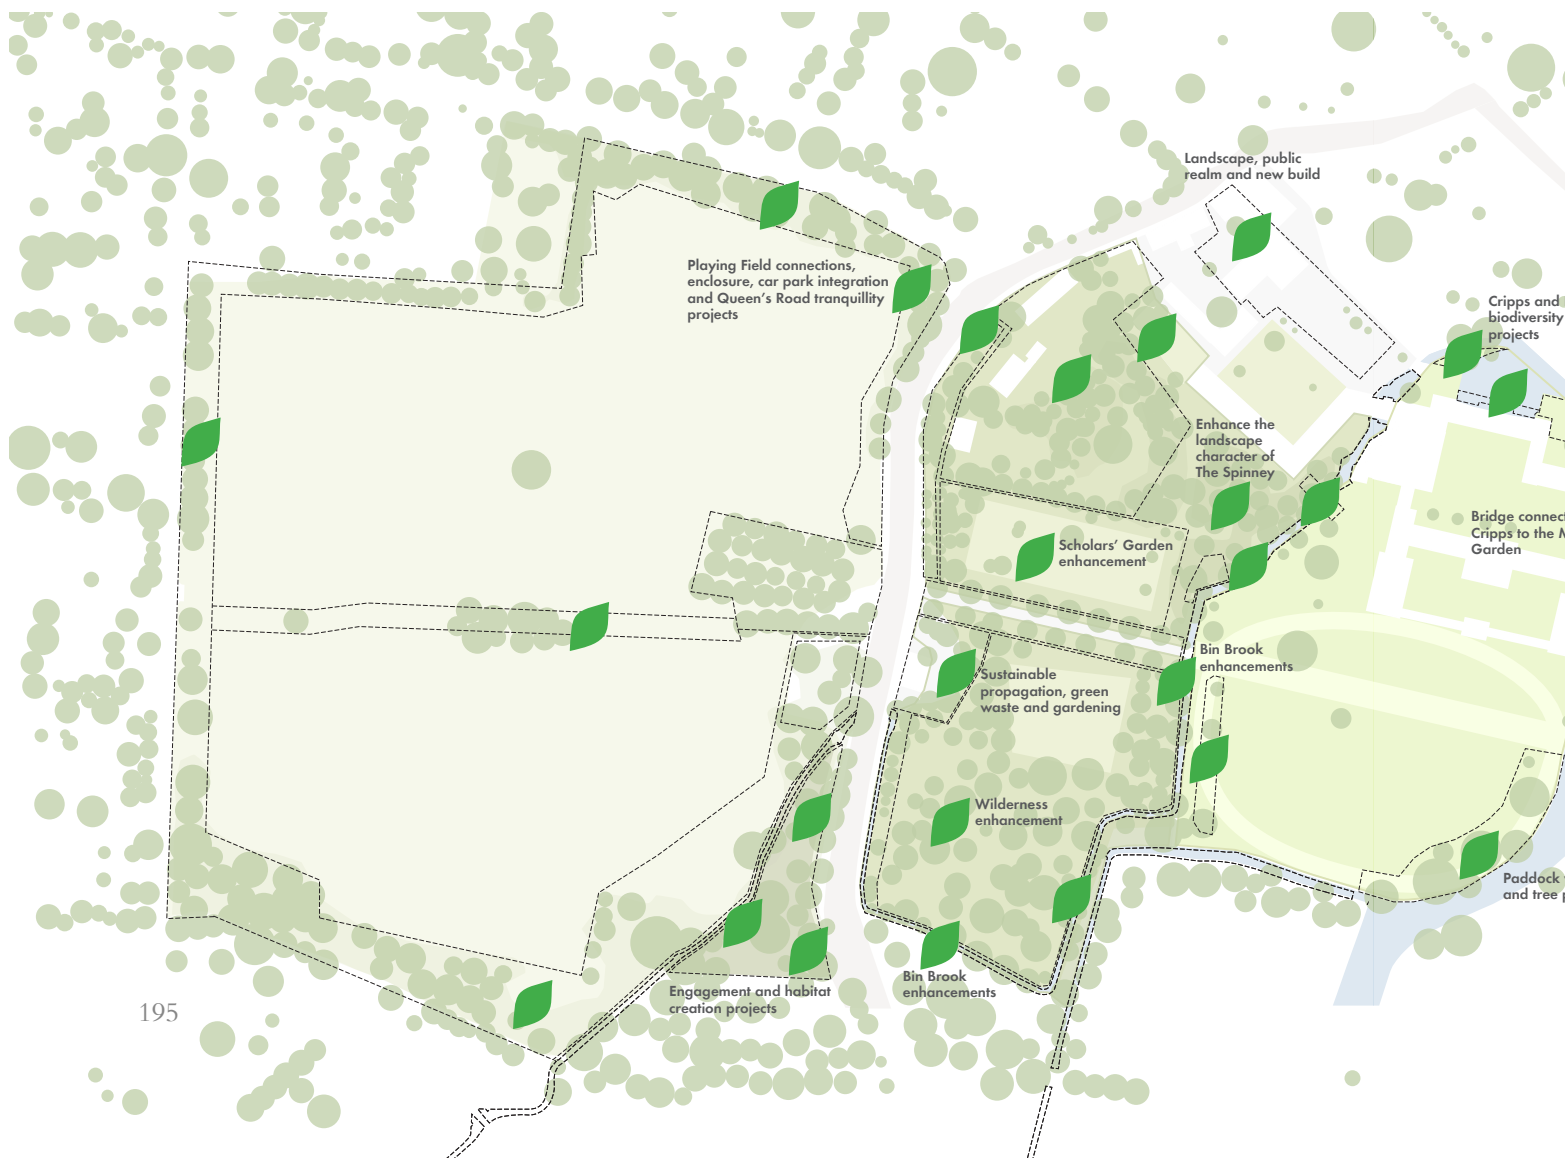 Landscape, public
realm and new build
Playing Field connections,
enclosure, car park integration
and Queen's Road tranquillity
projects
Cripps and
biodiversity
projects
Enhance the
landscape
character of
The Spinney
Bridge connect
Cripps to the M
Garden
Scholars' Garden
enhancement
Bin Brook
enhancements
Sustainable
propagation, green
waste and gardening
Wilderness
enhancement
Paddock
and tree
Bin Brook
enhancements
Engagement and habitat
creation projects
195